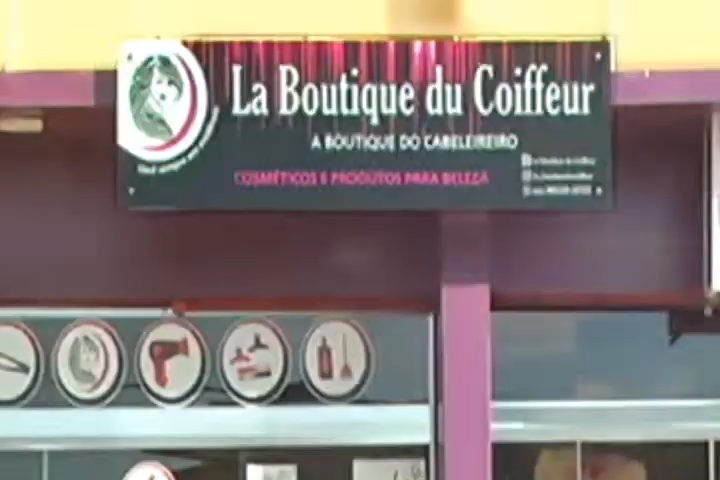 La Boutique du Coiffeur
A BOUTIQUE DO CABELEIREIRO
COSMÉTICOS E PRODUTOS PARA BELEZA